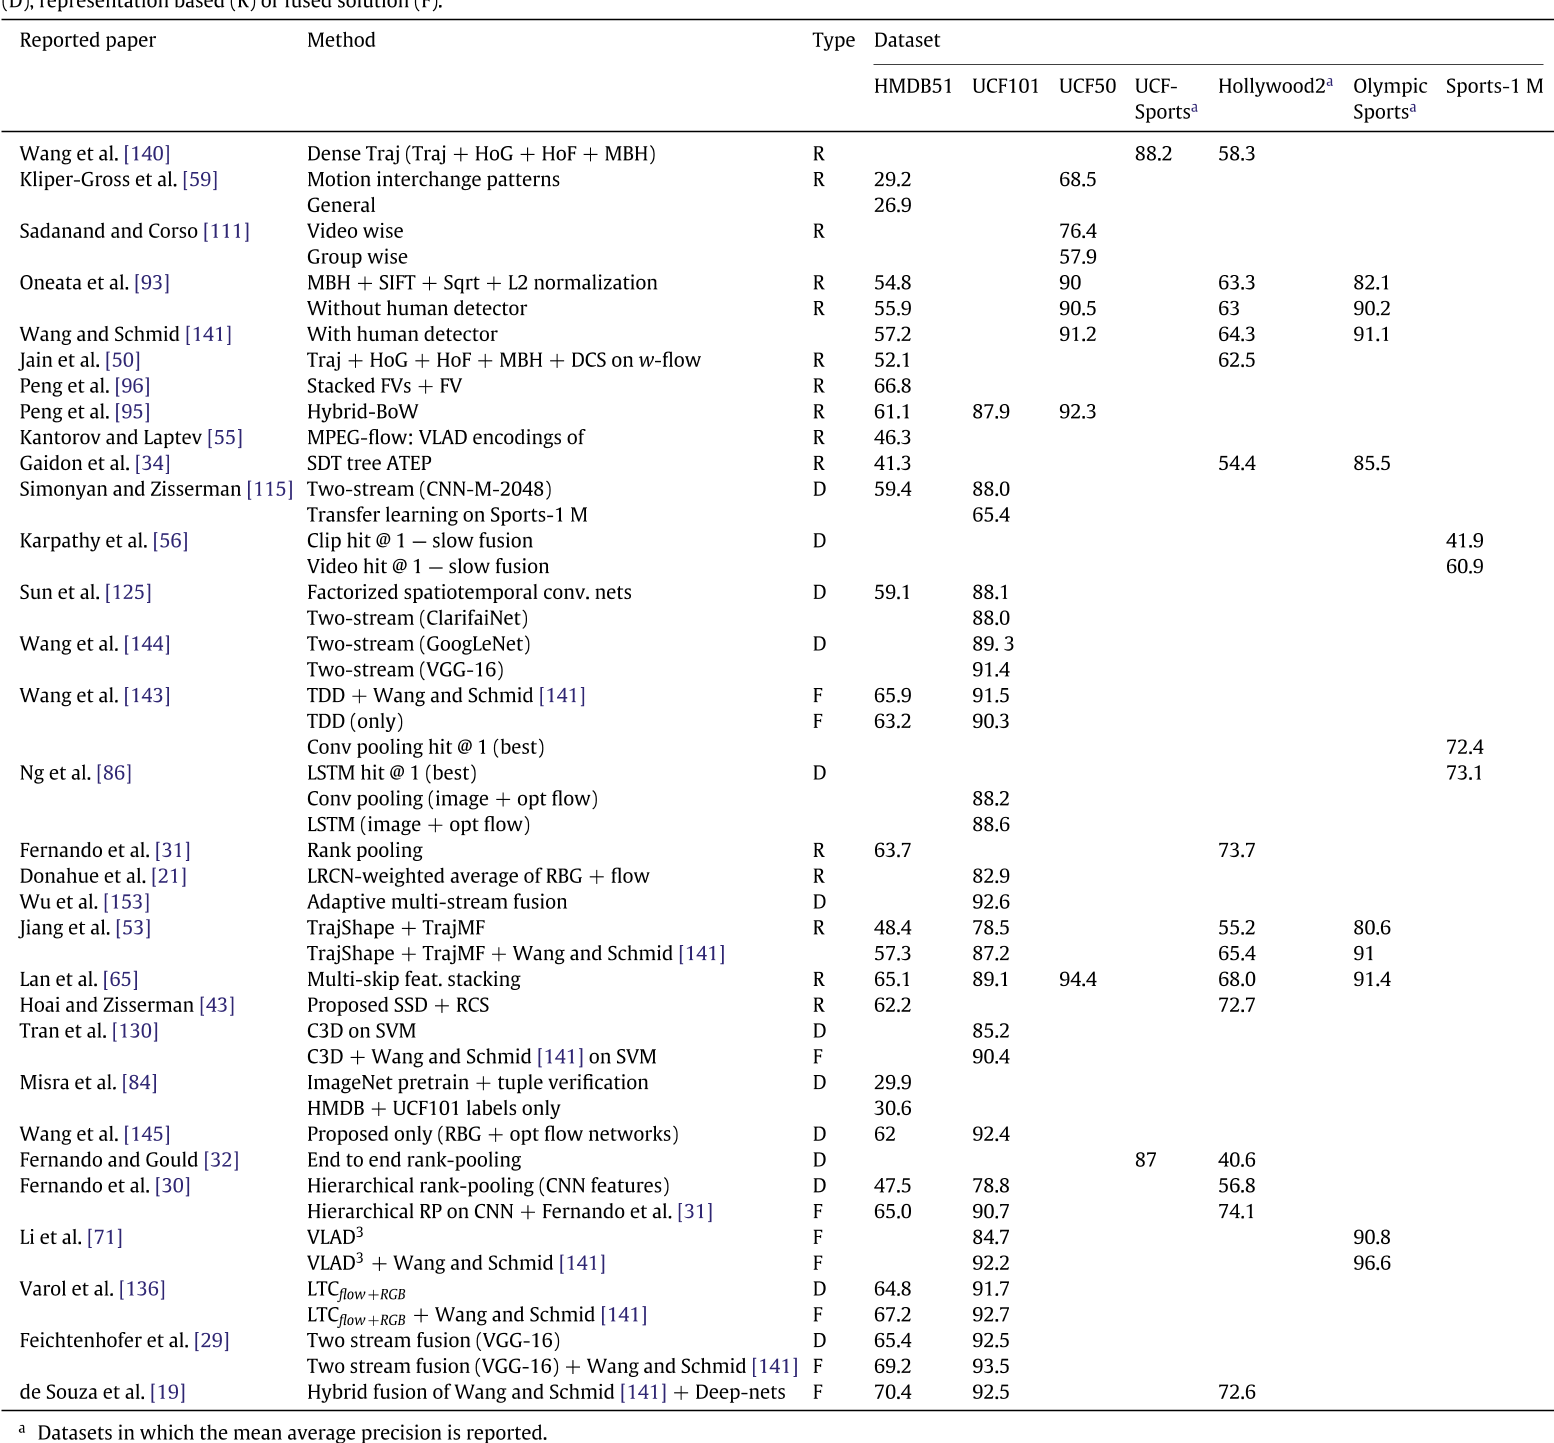 (D), representation based (R) or fused solution (F).
Reported paper Method Type Dataset
HMDB51 UCF101 UCF50 UCF-Sportsᵃ Hollywood2ᵃ Olympic Sportsᵃ Sports-1 M
Wang et al. [140] Dense Traj (Traj + HoG + HoF + MBH) R 88.2 58.3
Kliper-Gross et al. [59] Motion interchange patterns R 29.2 68.5
General 26.9
Sadanand and Corso [111] Video wise R 76.4
Group wise 57.9
Oneata et al. [93] MBH + SIFT + Sqrt + L2 normalization R 54.8 90 63.3 82.1
Without human detector R 55.9 90.5 63 90.2
Wang and Schmid [141] With human detector 57.2 91.2 64.3 91.1
Jain et al. [50] Traj + HoG + HoF + MBH + DCS on w-flow R 52.1 62.5
Peng et al. [96] Stacked FVs + FV R 66.8
Peng et al. [95] Hybrid-BoW R 61.1 87.9 92.3
Kantorov and Laptev [55] MPEG-flow: VLAD encodings of R 46.3
Gaidon et al. [34] SDT tree ATEP R 41.3 54.4 85.5
Simonyan and Zisserman [115] Two-stream (CNN-M-2048) D 59.4 88.0
Transfer learning on Sports-1 M 65.4
Karpathy et al. [56] Clip hit @ 1 — slow fusion D 41.9
Video hit @ 1 — slow fusion 60.9
Sun et al. [125] Factorized spatiotemporal conv. nets D 59.1 88.1
Two-stream (ClarifaiNet) 88.0
Wang et al. [144] Two-stream (GoogLeNet) D 89. 3
Two-stream (VGG-16) 91.4
Wang et al. [143] TDD + Wang and Schmid [141] F 65.9 91.5
TDD (only) F 63.2 90.3
Conv pooling hit @ 1 (best) 72.4
Ng et al. [86] LSTM hit @ 1 (best) D 73.1
Conv pooling (image + opt flow) 88.2
LSTM (image + opt flow) 88.6
Fernando et al. [31] Rank pooling R 63.7 73.7
Donahue et al. [21] LRCN-weighted average of RBG + flow R 82.9
Wu et al. [153] Adaptive multi-stream fusion D 92.6
Jiang et al. [53] TrajShape + TrajMF R 48.4 78.5 55.2 80.6
TrajShape + TrajMF + Wang and Schmid [141] 57.3 87.2 65.4 91
Lan et al. [65] Multi-skip feat. stacking R 65.1 89.1 94.4 68.0 91.4
Hoai and Zisserman [43] Proposed SSD + RCS R 62.2 72.7
Tran et al. [130] C3D on SVM D 85.2
C3D + Wang and Schmid [141] on SVM F 90.4
Misra et al. [84] ImageNet pretrain + tuple verification D 29.9
HMDB + UCF101 labels only 30.6
Wang et al. [145] Proposed only (RBG + opt flow networks) D 62 92.4
Fernando and Gould [32] End to end rank-pooling D 87 40.6
Fernando et al. [30] Hierarchical rank-pooling (CNN features) D 47.5 78.8 56.8
Hierarchical RP on CNN + Fernando et al. [31] F 65.0 90.7 74.1
Li et al. [71] VLAD³ F 84.7 90.8
VLAD³ + Wang and Schmid [141] F 92.2 96.6
Varol et al. [136] LTCflow+RGB D 64.8 91.7
LTCflow+RGB + Wang and Schmid [141] F 67.2 92.7
Feichtenhofer et al. [29] Two stream fusion (VGG-16) D 65.4 92.5
Two stream fusion (VGG-16) + Wang and Schmid [141] F 69.2 93.5
de Souza et al. [19] Hybrid fusion of Wang and Schmid [141] + Deep-nets F 70.4 92.5 72.6
ᵃ Datasets in which the mean average precision is reported.